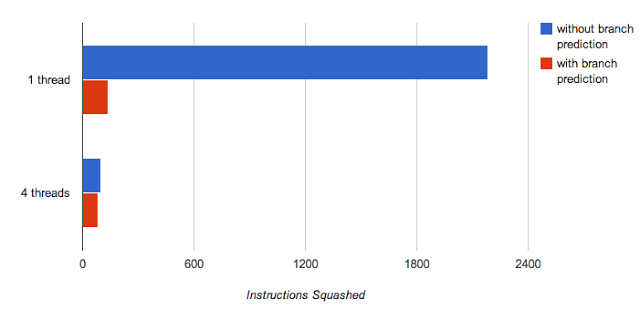 without branch
prediction
with branch
prediction
1 thread
4 threads
0 600 1200 1800 2400
Instructions Squashed